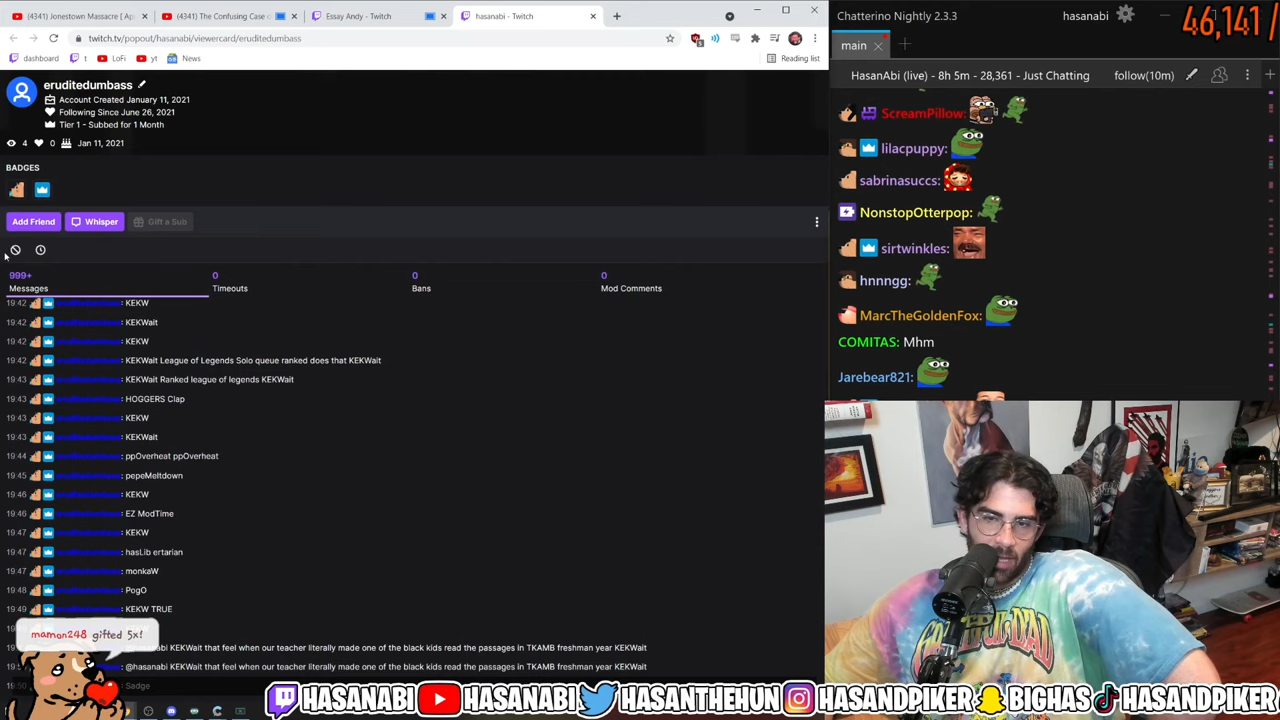 (4341) Jonestown Massacre [ Ap
(4341) The Confusing Case o
Essay Andy - Twitch
hasanabi - Twitch
twitch.tv/popout/hasanabi/viewercard/eruditedumbass
dashboard
t
LoFi
yt
News
Reading list
eruditedumbass
Account Created January 11, 2021
Following Since June 26, 2021
Tier 1 - Subbed for 1 Month
4 0 Jan 11, 2021
BADGES
Add Friend
Whisper
Gift a Sub
999+ 0 0 0
Messages Timeouts Bans Mod Comments
19:42 : KEKW
19:42 : KEKWait
19:42 : KEKW
19:42 : KEKWait League of Legends Solo queue ranked does that KEKWait
19:43 : KEKWait Ranked league of legends KEKWait
19:43 : HOGGERS Clap
19:43 : KEKW
19:43 : KEKWait
19:44 : ppOverheat ppOverheat
19:45 : pepeMeltdown
19:46 : KEKW
19:46 : EZ ModTime
19:47 : KEKW
19:47 : hasLib ertarian
19:47 : monkaW
19:48 : PogO
19:49 : KEKW TRUE
mamon248 gifted 5x!
: @hasanabi KEKWait that feel when our teacher literally made one of the black kids read the passages in TKAMB freshman year KEKWait
: @hasanabi KEKWait that feel when our teacher literally made one of the black kids read the passages in TKAMB freshman year KEKWait
: Sadge
Chatterino Nightly 2.3.3
hasanabi
46,141 /
main
HasanAbi (live) - 8h 5m - 28,361 - Just Chatting
follow(10m)
ScreamPillow:
lilacpuppy:
sabrinasuccs:
NonstopOtterpop:
sirtwinkles:
hnnngg:
MarcTheGoldenFox:
COMITAS: Mhm
Jarebear821:
HASANABI HASANABI HASANTHEHUN HASANDPIKER BIGHAS HASANDPIKER